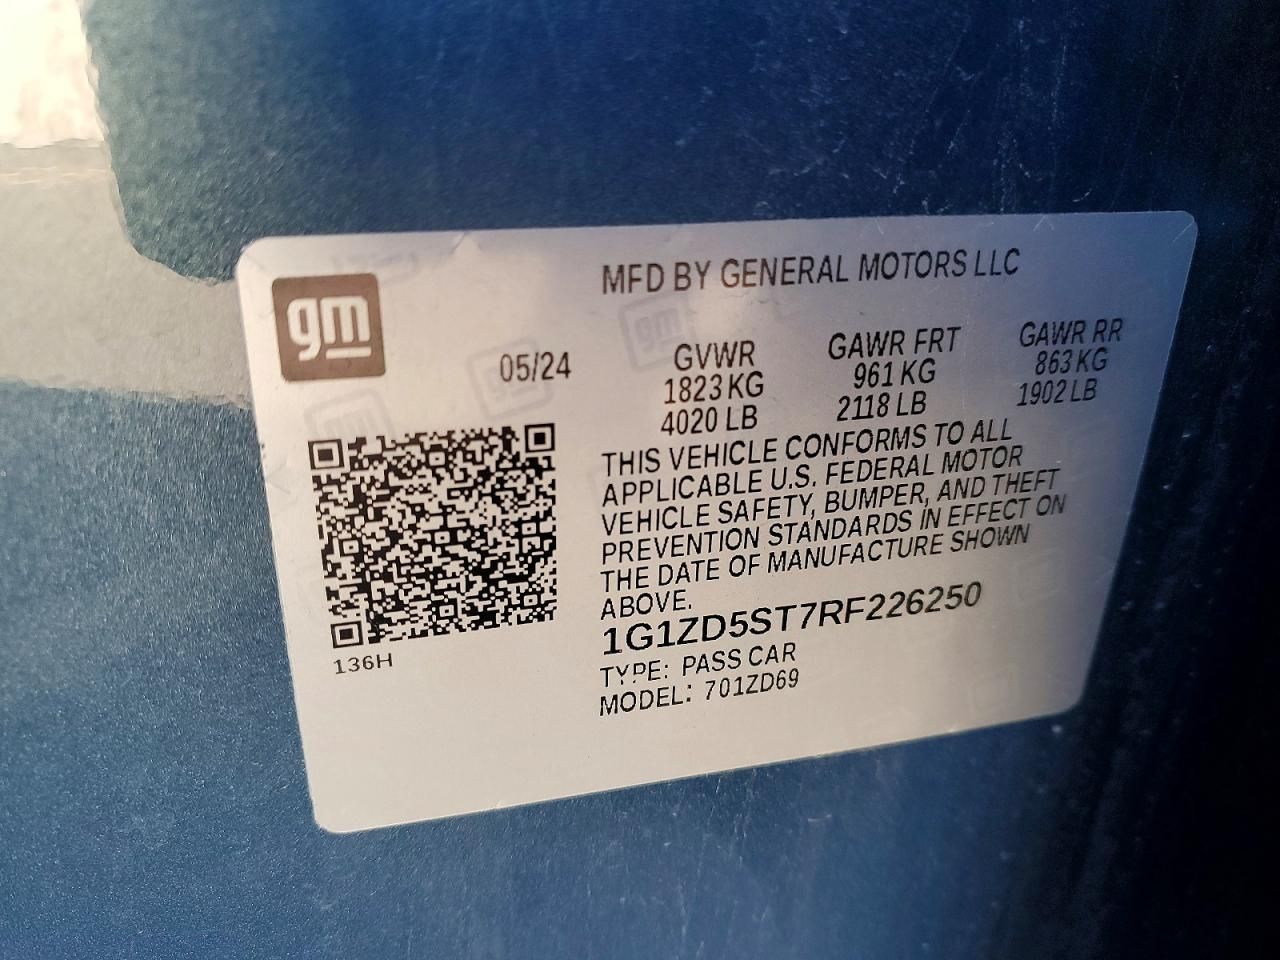 gm
MFD BY GENERAL MOTORS LLC
05/24
GVWR GAWR FRT GAWR RR
1823 KG 961 KG 863 KG
4020 LB 2118 LB 1902 LB
THIS VEHICLE CONFORMS TO ALL
APPLICABLE U.S. FEDERAL MOTOR
VEHICLE SAFETY, BUMPER, AND THEFT
PREVENTION STANDARDS IN EFFECT ON
THE DATE OF MANUFACTURE SHOWN
ABOVE.
1G1ZD5ST7RF226250
TYPE: PASS CAR
MODEL: 701ZD69
136H